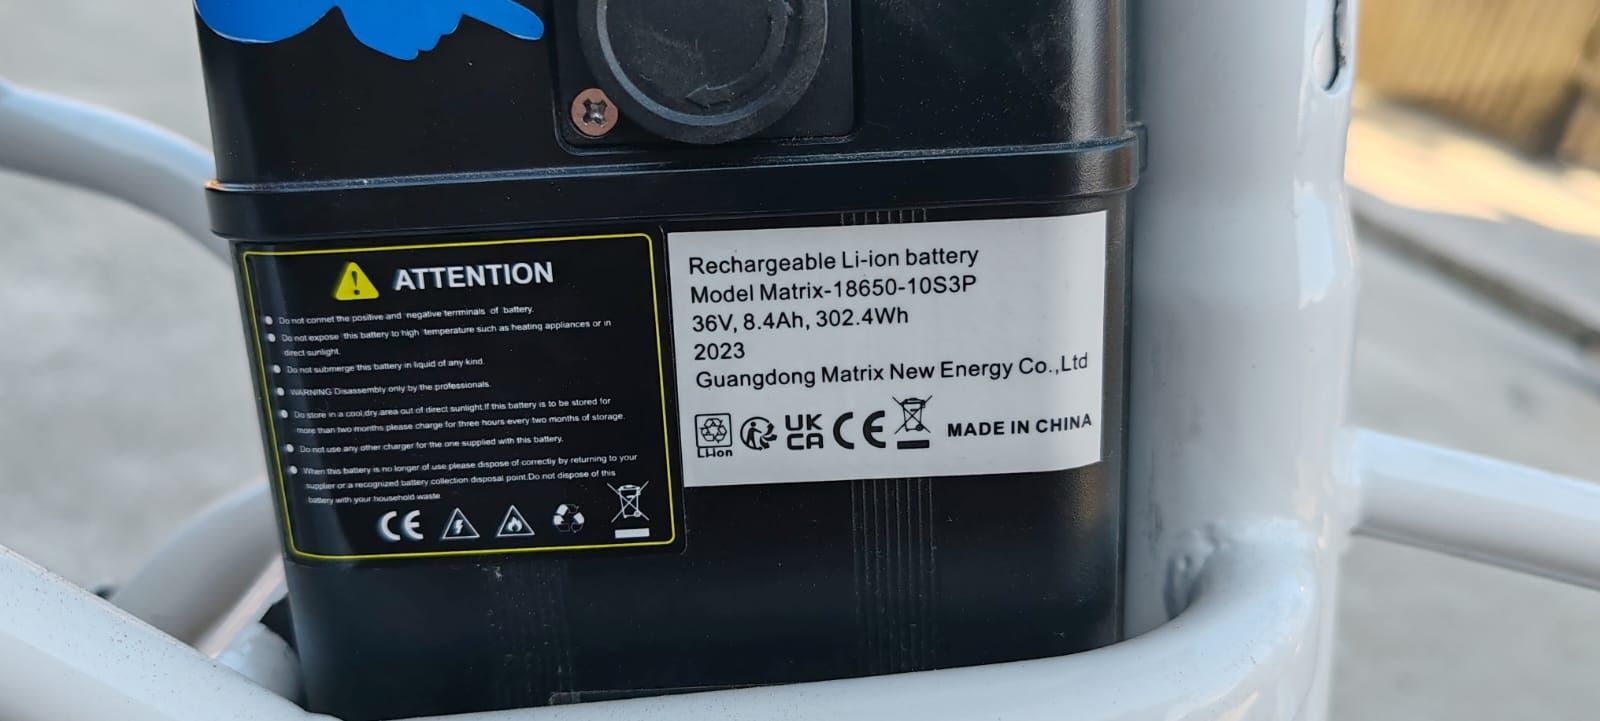 ATTENTION
Do not connet the positive and negative terminals of battery.
Do not expose this battery to high temperature such as heating appliances or in
direct sunlight.
Do not submerge this battery in liquid of any kind.
WARNING Disassembly only by the professionals.
Do store in a cool,dry area out of direct sunlight.If this battery is to be stored for
more than two months please charge for three hours every two months of storage.
Do not use any other charger for the one supplied with this battery.
When this battery is no longer of use please dispose of correctly by returning to your
supplier or a recognized battery collection disposal point.Do not dispose of this
battery with your household waste.
CE
Rechargeable Li-ion battery
Model Matrix-18650-10S3P
36V, 8.4Ah, 302.4Wh
2023
Guangdong Matrix New Energy Co.,Ltd
Li-ion
UK
CA
CE
MADE IN CHINA